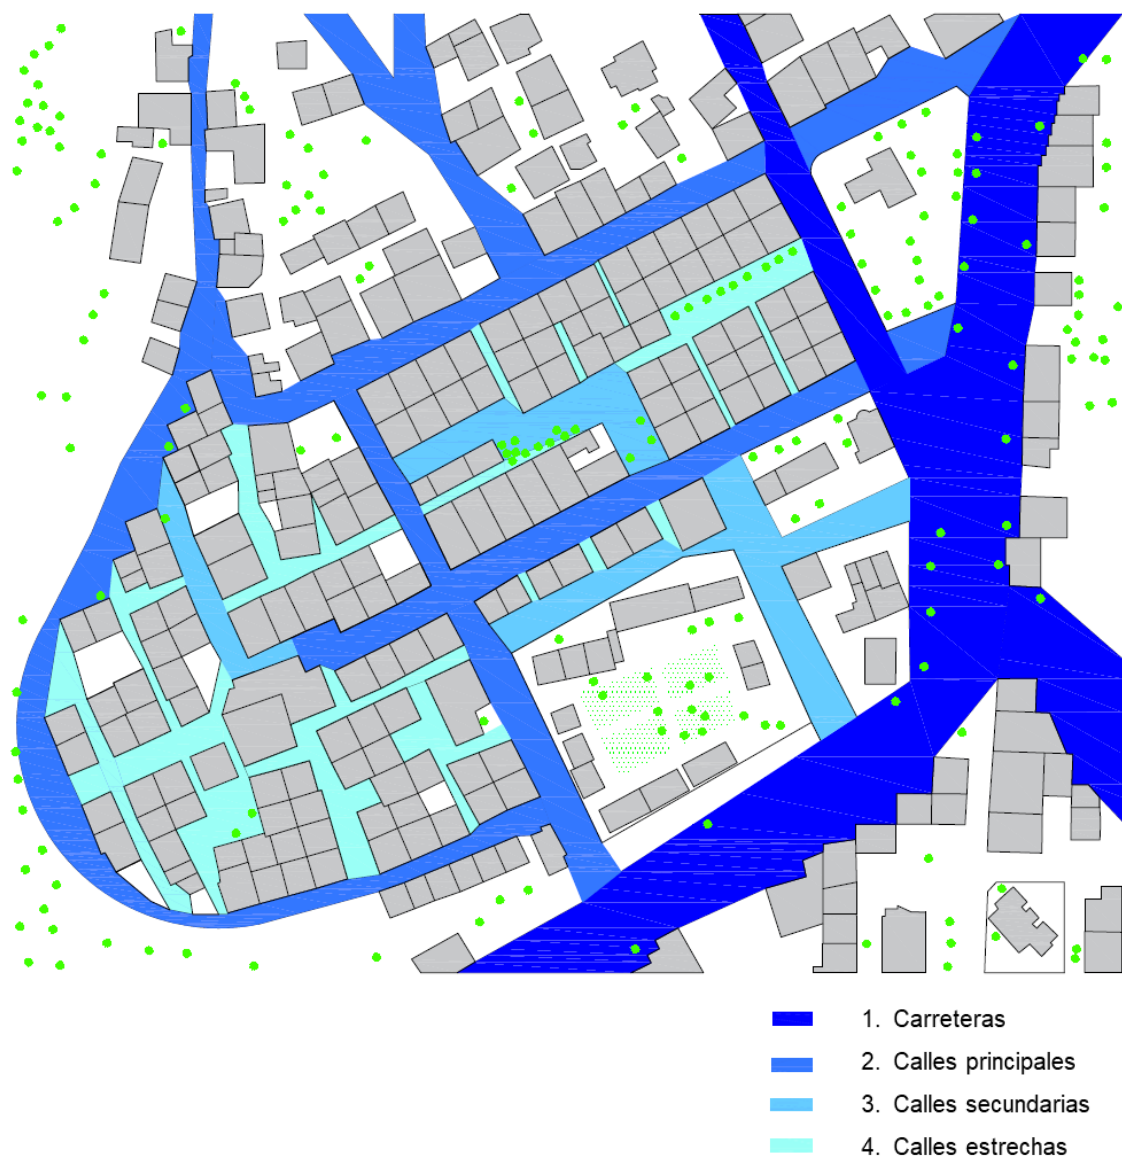 1. Carreteras
2. Calles principales
3. Calles secundarias
4. Calles estrechas